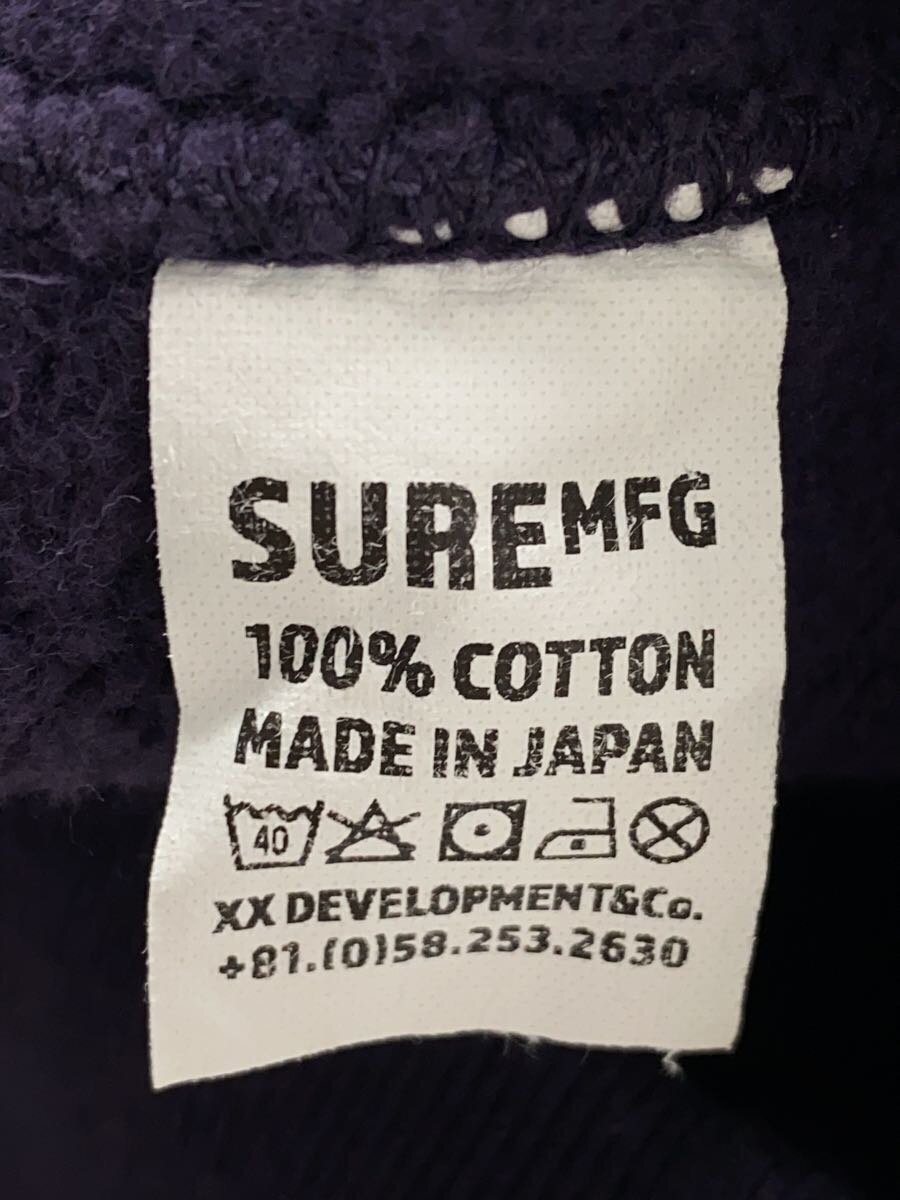 SUREMFG
100% COTTON
MADE IN JAPAN
40
XX DEVELOPMENT&Co.
+81.(0)58.253.2630